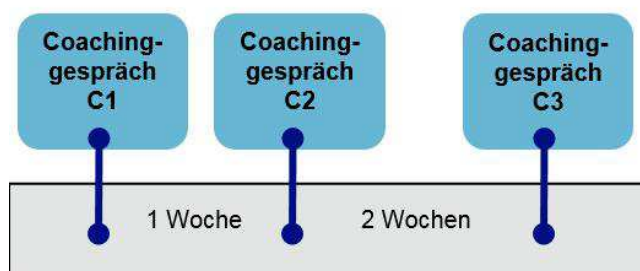 Coaching-
gespräch
C1
Coaching-
gespräch
C2
Coaching-
gespräch
C3
1 Woche
2 Wochen